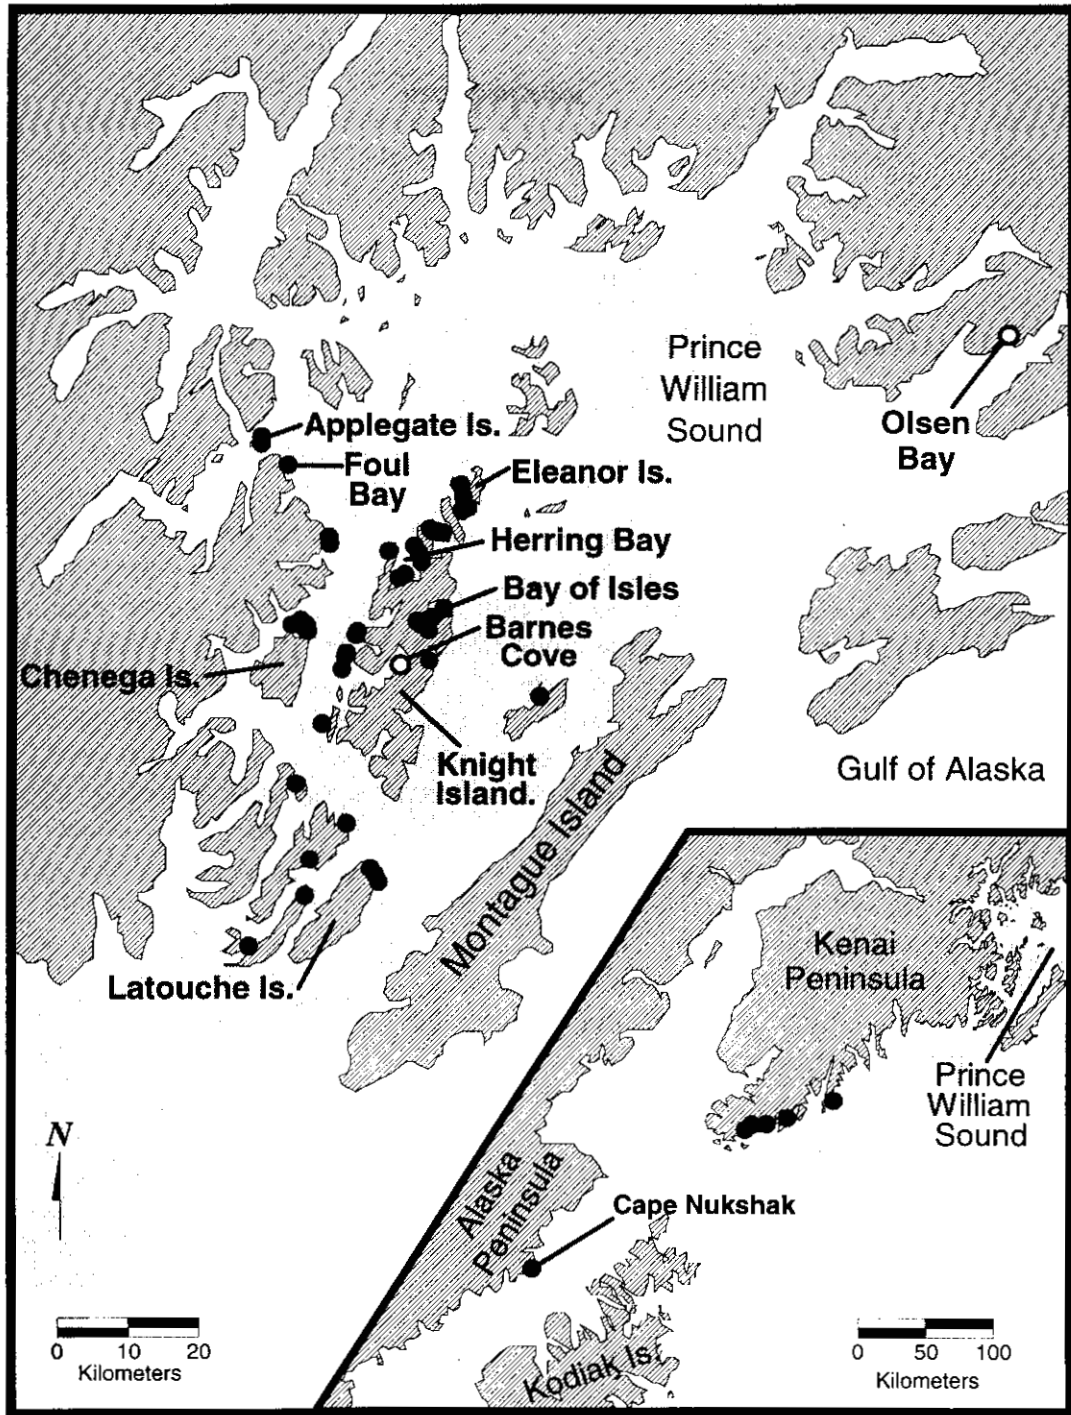 Prince
William
Sound
Olsen
Bay
Applegate Is.
Foul
Bay
Eleanor Is.
Herring Bay
Bay of Isles
Barnes
Cove
Chenega Is.
Knight
Island.
Gulf of Alaska
Montague Island
Latouche Is.
Kenai
Peninsula
Prince
William
Sound
N
Alaska
Peninsula
Cape Nukshak
Kodiak Is.
0 10 20
Kilometers
0 50 100
Kilometers